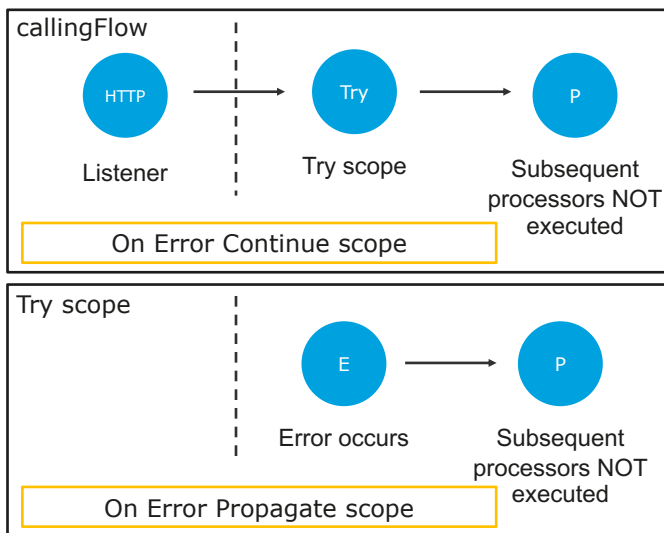 callingFlow
HTTP
Try
P
Listener
Try scope
Subsequent
processors NOT
executed
On Error Continue scope
Try scope
E
P
Error occurs
Subsequent
processors NOT
executed
On Error Propagate scope